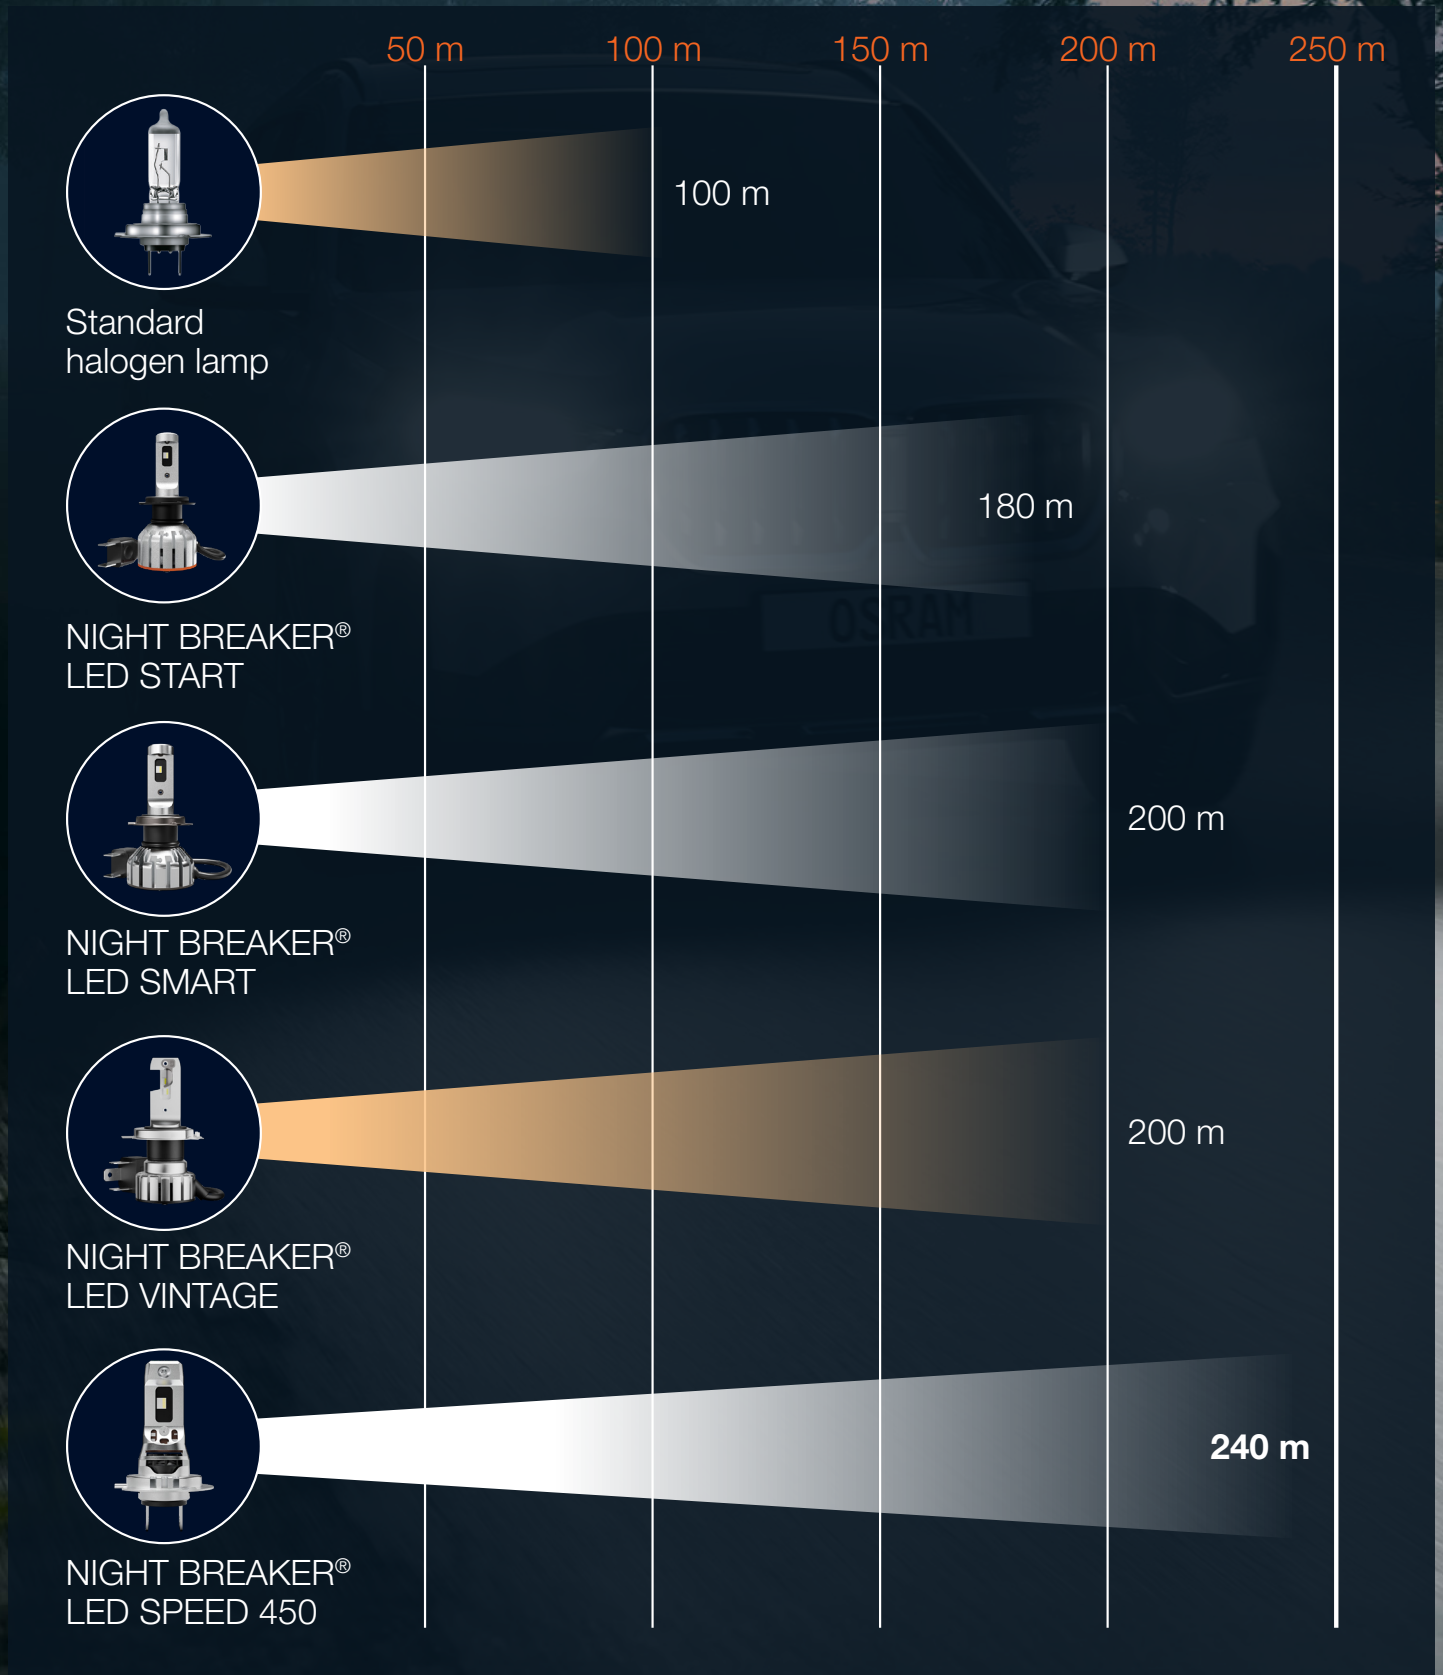 50 m 100 m 150 m 200 m 250 m
100 m
Standard
halogen lamp
180 m
OSRAM
NIGHT BREAKER®
LED START
200 m
NIGHT BREAKER®
LED SMART
200 m
NIGHT BREAKER®
LED VINTAGE
240 m
NIGHT BREAKER®
LED SPEED 450